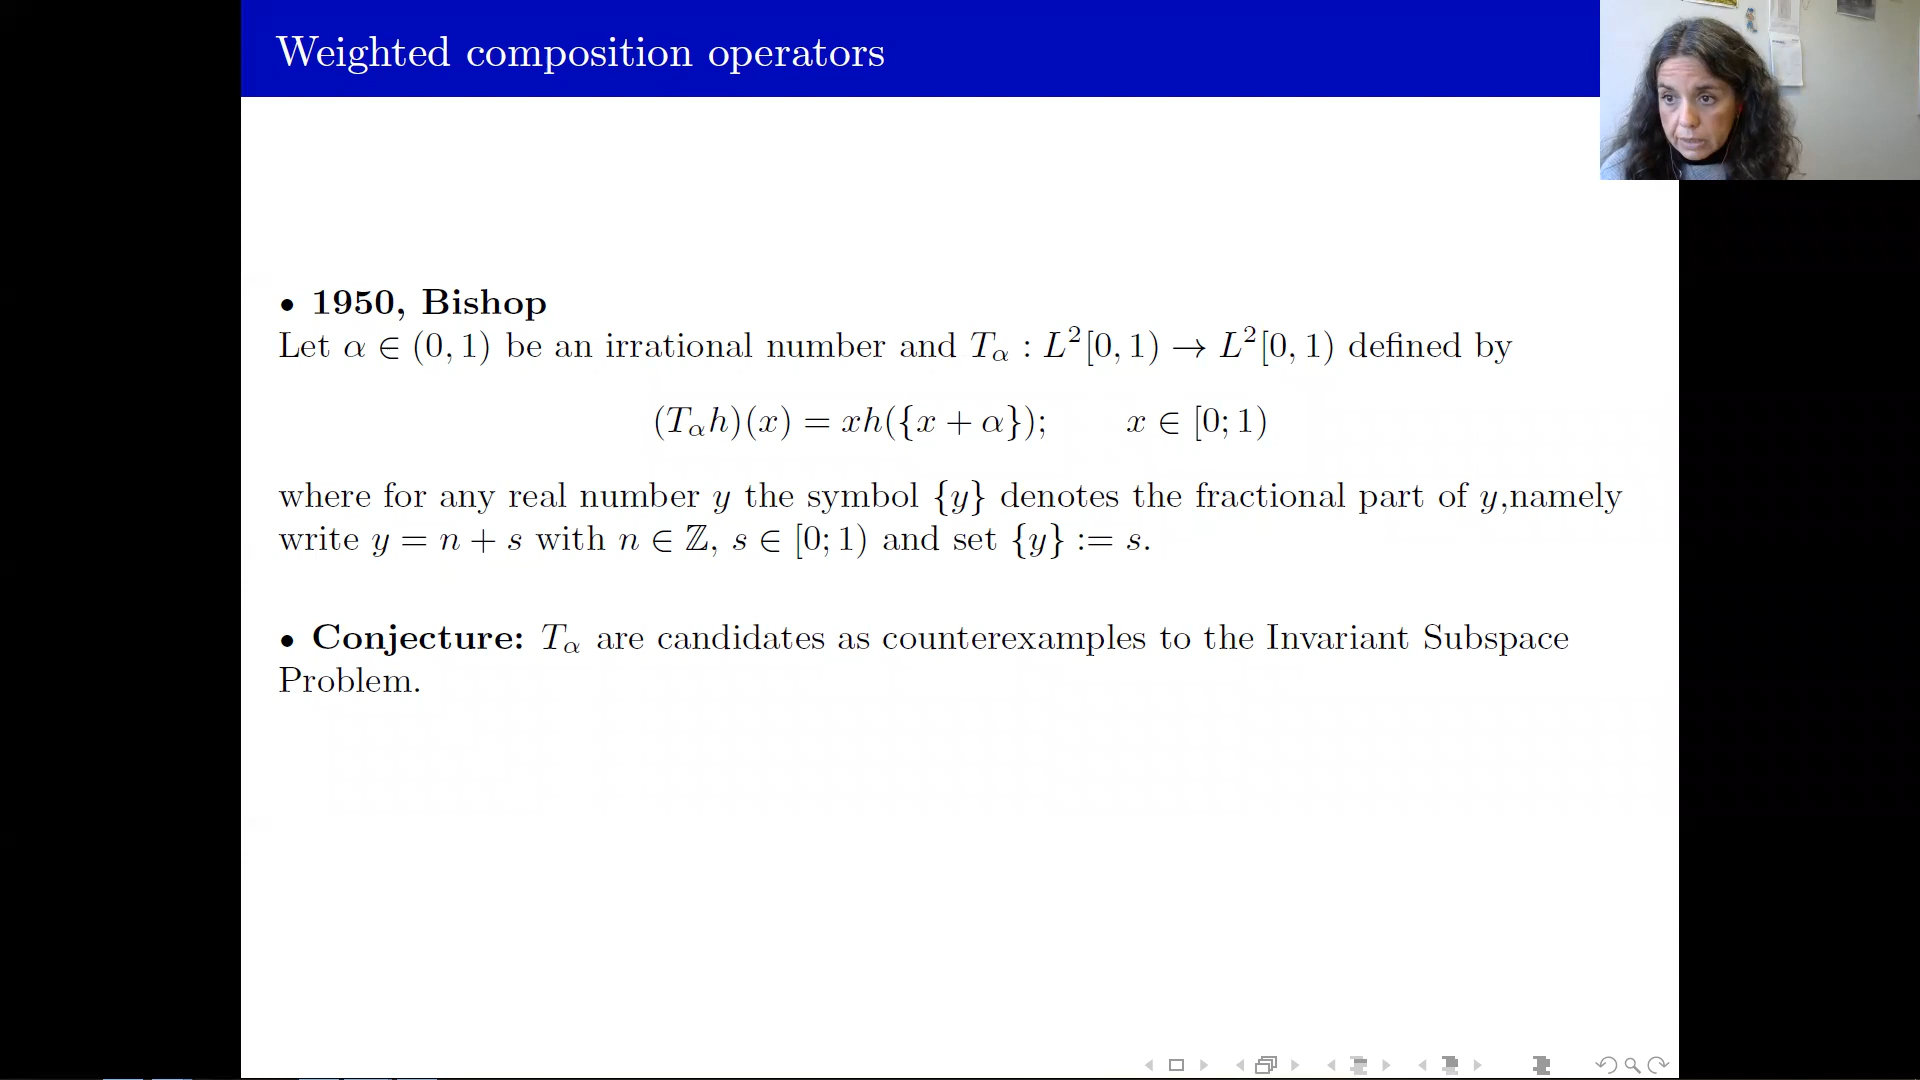 Weighted composition operators
• 1950, Bishop
Let α ∈ (0, 1) be an irrational number and T_α : L²[0, 1) → L²[0, 1) defined by
(T_α h)(x) = xh({x + α}); x ∈ [0; 1)
where for any real number y the symbol {y} denotes the fractional part of y,namely
write y = n + s with n ∈ ℤ, s ∈ [0; 1) and set {y} := s.
• Conjecture: T_α are candidates as counterexamples to the Invariant Subspace
Problem.